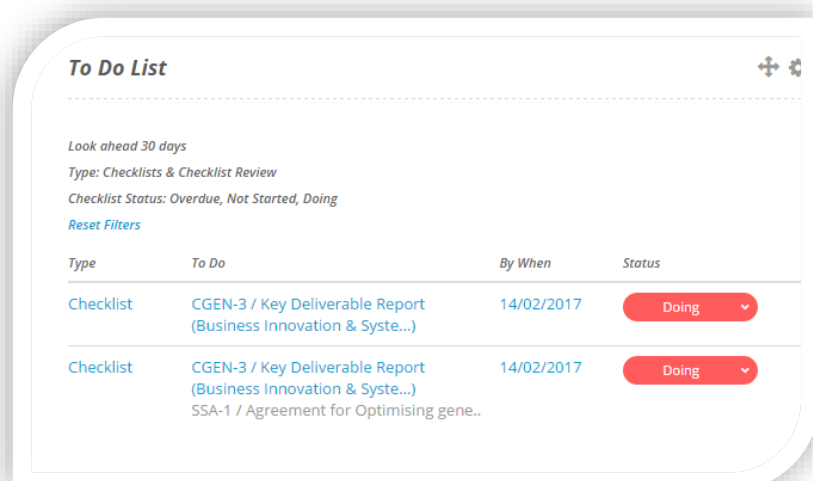 To Do List
Look ahead 30 days
Type: Checklists & Checklist Review
Checklist Status: Overdue, Not Started, Doing
Reset Filters
Type To Do By When Status
Checklist CGEN-3 / Key Deliverable Report 14/02/2017 Doing
(Business Innovation & Syste...)
Checklist CGEN-3 / Key Deliverable Report 14/02/2017 Doing
(Business Innovation & Syste...)
SSA-1 / Agreement for Optimising gene..